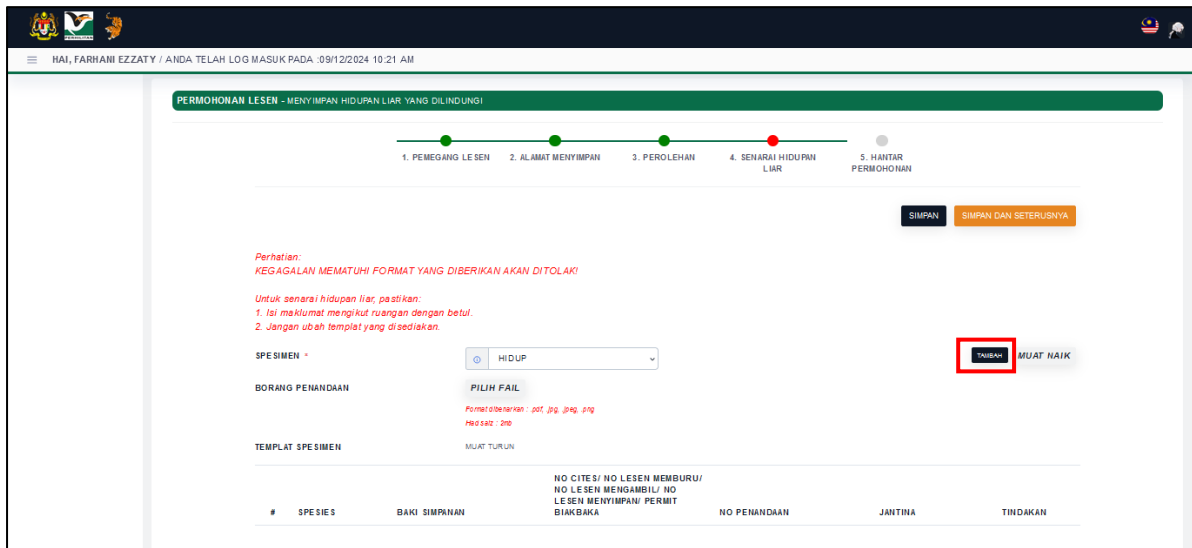 PERHILITAN
HAI, FARHANI EZZATY / ANDA TELAH LOG MASUK PADA :09/12/2024 10:21 AM
PERMOHONAN LESEN - MENYIMPAN HIDUPAN LIAR YANG DILINDUNGI
1. PEMEGANG LESEN
2. ALAMAT MENYIMPAN
3. PEROLEHAN
4. SENARAI HIDUPAN
LIAR
5. HANTAR
PERMOHONAN
SIMPAN
SIMPAN DAN SETERUSNYA
Perhatian:
KEGAGALAN MEMATUHI FORMAT YANG DIBERIKAN AKAN DITOLAK!
Untuk senarai hidupan liar, pastikan:
1. Isi maklumat mengikut ruangan dengan betul.
2. Jangan ubah templat yang disediakan.
SPESIMEN *
HIDUP
TAMBAH
MUAT NAIK
BORANG PENANDAAN
PILIH FAIL
Format dibenarkan : pdf, jpg, jpeg, png
Had saiz : 2mb
TEMPLAT SPESIMEN
MUAT TURUN
#
SPESIES
BAKI SIMPANAN
NO CITES/ NO LESEN MEMBURU/
NO LESEN MENGAMBIL/ NO
LESEN MENYIMPAN/ PERMIT
BIAKBAKA
NO PENANDAAN
JANTINA
TINDAKAN